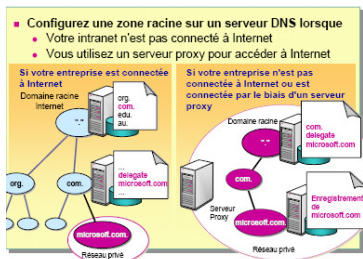 Configurez une zone racine sur un serveur DNS lorsque
Votre intranet n'est pas connecté à Internet
Vous utilisez un serveur proxy pour accéder à Internet
Si votre entreprise est connectée
à Internet
Domaine racine
Internet
"."
org.
com.
edu.
au.
org.
com.
...
delegate
microsoft.com
...
microsoft.com.
Réseau privé
Si votre entreprise n'est pas
connectée à Internet ou est
connectée par le biais d'un serveur
proxy
Domaine racine
"."
com.
delegate
microsoft.com
com.
Serveur
Proxy
microsoft.com.
Enregistrement
de
microsoft.com.
Réseau privé